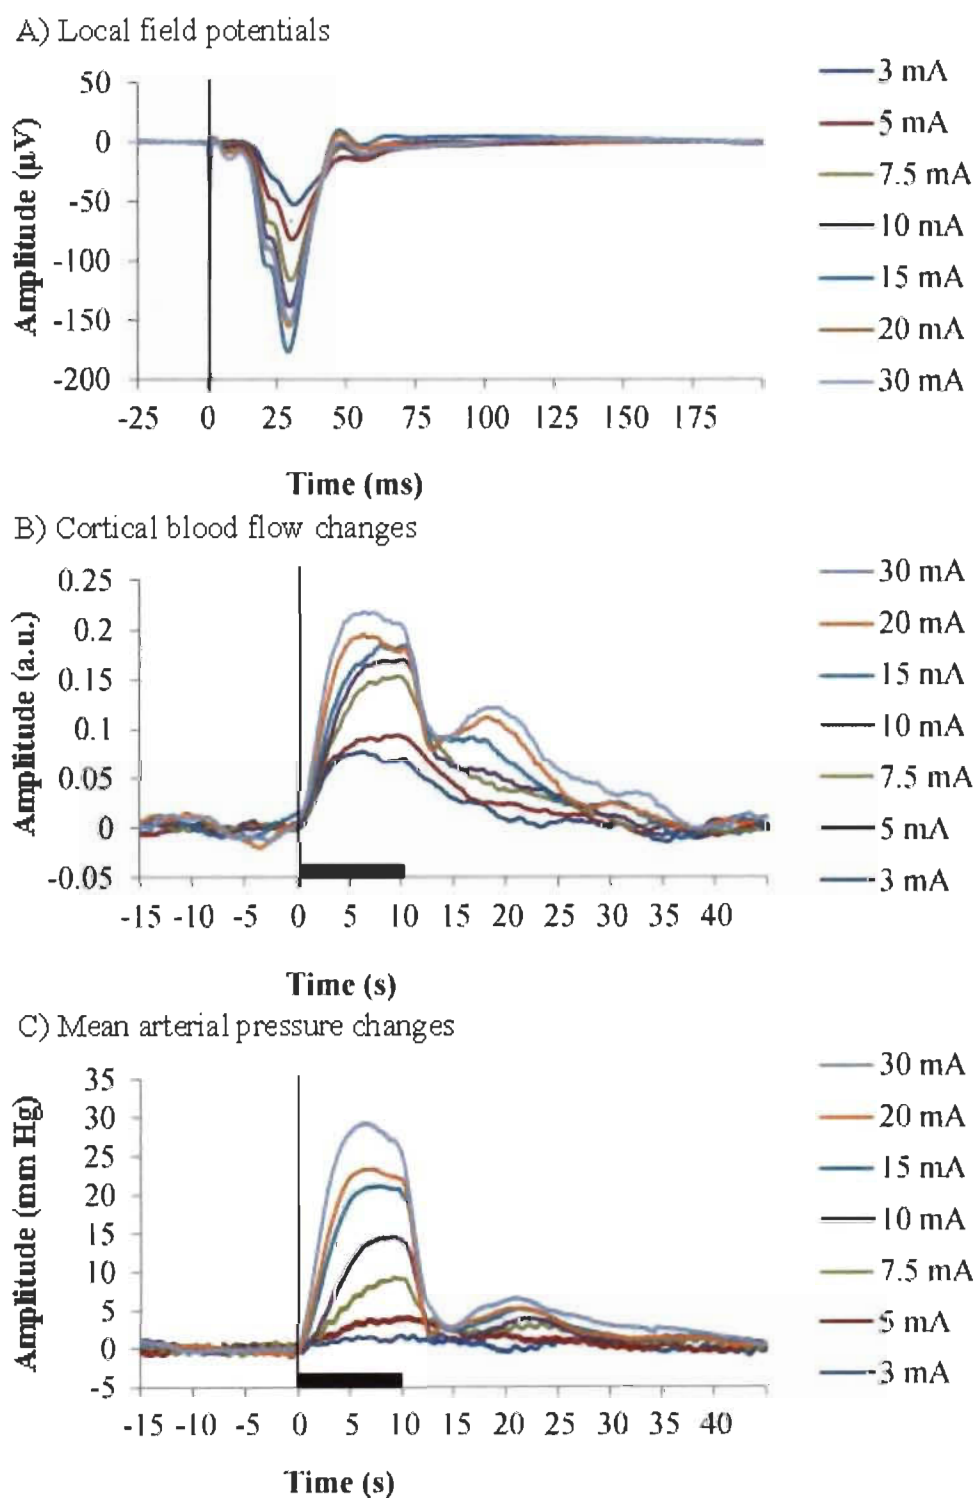 A) Local field potentials
50
0
-50
-100
-150
-200
Amplitude (µV)
-25 0 25 50 75 100 125 150 175
Time (ms)
3 mA
5 mA
7.5 mA
10 mA
15 mA
20 mA
30 mA
B) Cortical blood flow changes
0.25
0.2
0.15
0.1
0.05
0
-0.05
Amplitude (a.u.)
-15 -10 -5 0 5 10 15 20 25 30 35 40
Time (s)
30 mA
20 mA
15 mA
10 mA
7.5 mA
5 mA
3 mA
C) Mean arterial pressure changes
35
30
25
20
15
10
5
0
-5
Amplitude (mm Hg)
-15 -10 -5 0 5 10 15 20 25 30 35 40
Time (s)
30 mA
20 mA
15 mA
10 mA
7.5 mA
5 mA
3 mA